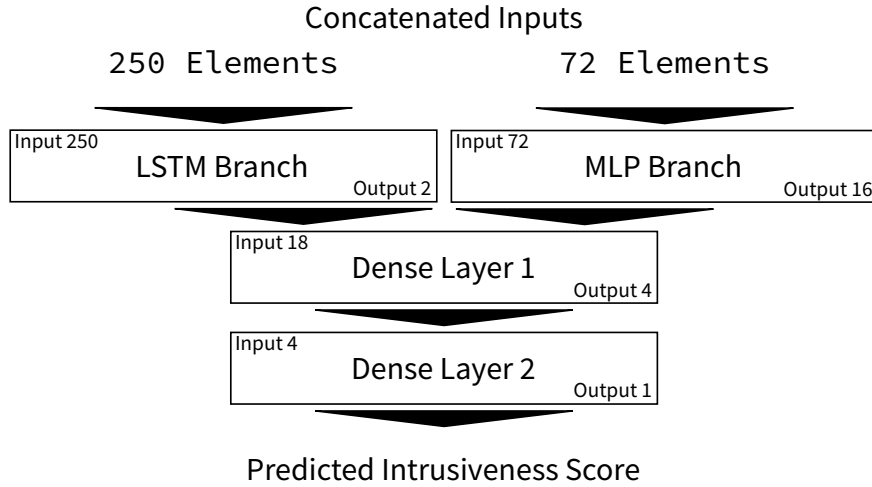 Concatenated Inputs
250 Elements
72 Elements
Input 250
LSTM Branch
Output 2
Input 72
MLP Branch
Output 16
Input 18
Dense Layer 1
Output 4
Input 4
Dense Layer 2
Output 1
Predicted Intrusiveness Score